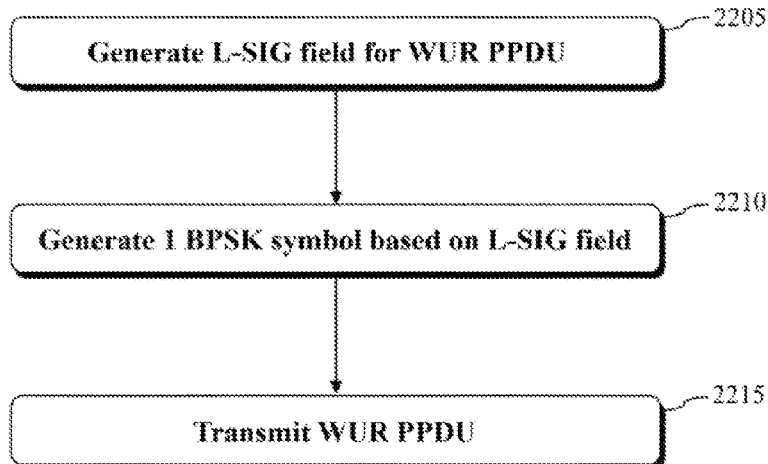 2205
Generate L-SIG field for WUR PPDU
2210
Generate 1 BPSK symbol based on L-SIG field
2215
Transmit WUR PPDU